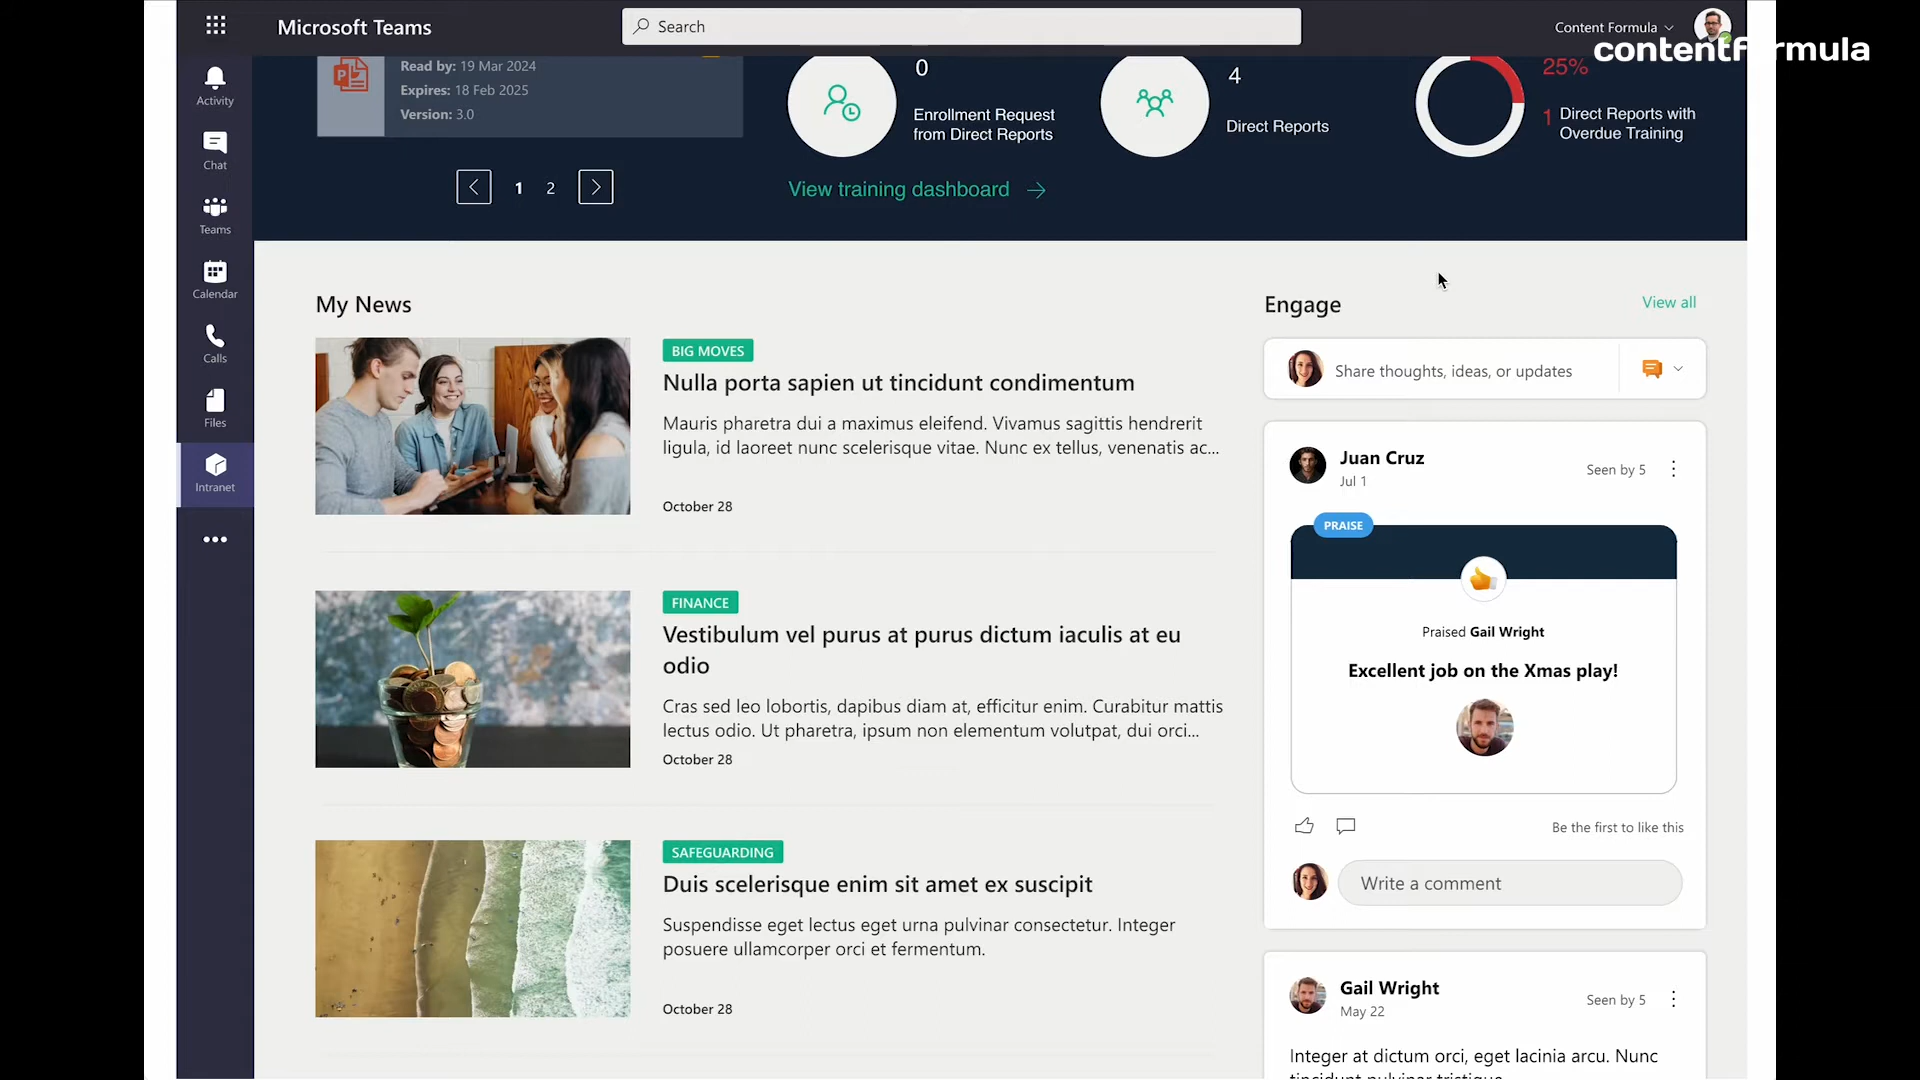 Microsoft Teams
Search
Content Formula
contentformula
Activity
Chat
Teams
Calendar
Calls
Files
Intranet
Read by: 19 Mar 2024
Expires: 18 Feb 2025
Version: 3.0
1 2
0
Enrollment Request
from Direct Reports
4
Direct Reports
25%
1 Direct Reports with
Overdue Training
View training dashboard
My News
BIG MOVES
Nulla porta sapien ut tincidunt condimentum
Mauris pharetra dui a maximus eleifend. Vivamus sagittis hendrerit
ligula, id laoreet nunc scelerisque vitae. Nunc ex tellus, venenatis ac...
October 28
FINANCE
Vestibulum vel purus at purus dictum iaculis at eu
odio
Cras sed leo lobortis, dapibus diam at, efficitur enim. Curabitur mattis
lectus odio. Ut pharetra, ipsum non elementum volutpat, dui orci...
October 28
SAFEGUARDING
Duis scelerisque enim sit amet ex suscipit
Suspendisse eget lectus eget urna pulvinar consectetur. Integer
posuere ullamcorper orci et fermentum.
October 28
Engage
View all
Share thoughts, ideas, or updates
Juan Cruz
Jul 1
Seen by 5
PRAISE
Praised Gail Wright
Excellent job on the Xmas play!
Be the first to like this
Write a comment
Gail Wright
May 22
Seen by 5
Integer at dictum orci, eget lacinia arcu. Nunc
tincidunt pulvinar tristique